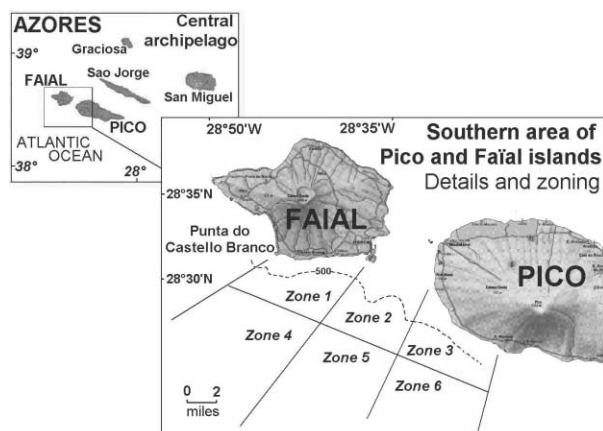 AZORES
Central
archipelago
39°
Graciosa
FAIAL
Sao Jorge
San Miguel
PICO
ATLANTIC
OCEAN
38°
28°
28°50'W
28°35'W
Southern area of
Pico and Faïal islands
Details and zoning
28°35'N
FAIAL
Punta do
Castello Branco
28°30'N
PICO
500
Zone 1
Zone 2
Zone 3
Zone 4
Zone 5
Zone 6
0 2
miles